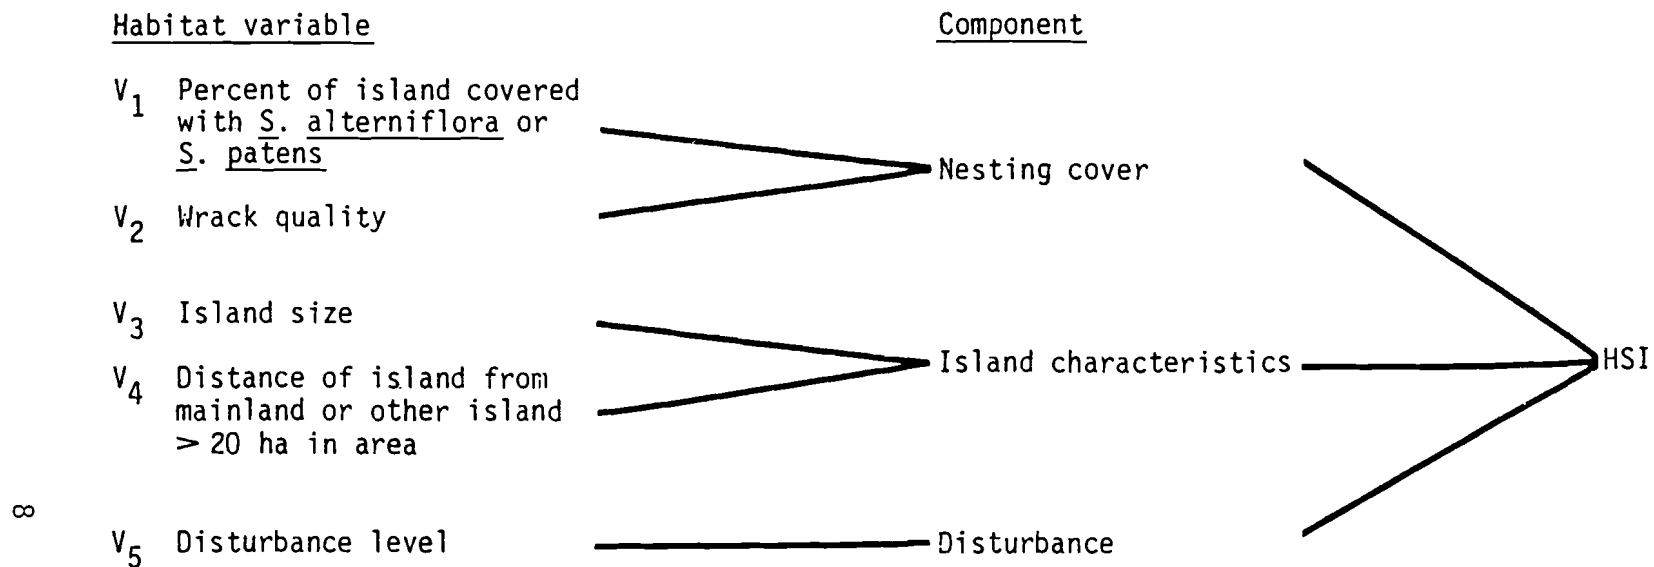 Habitat variable
Component
V1 Percent of island covered
with S. alterniflora or
S. patens
Nesting cover
V2 Wrack quality
V3 Island size
Island characteristics
HSI
V4 Distance of island from
mainland or other island
> 20 ha in area
8
V5 Disturbance level
Disturbance